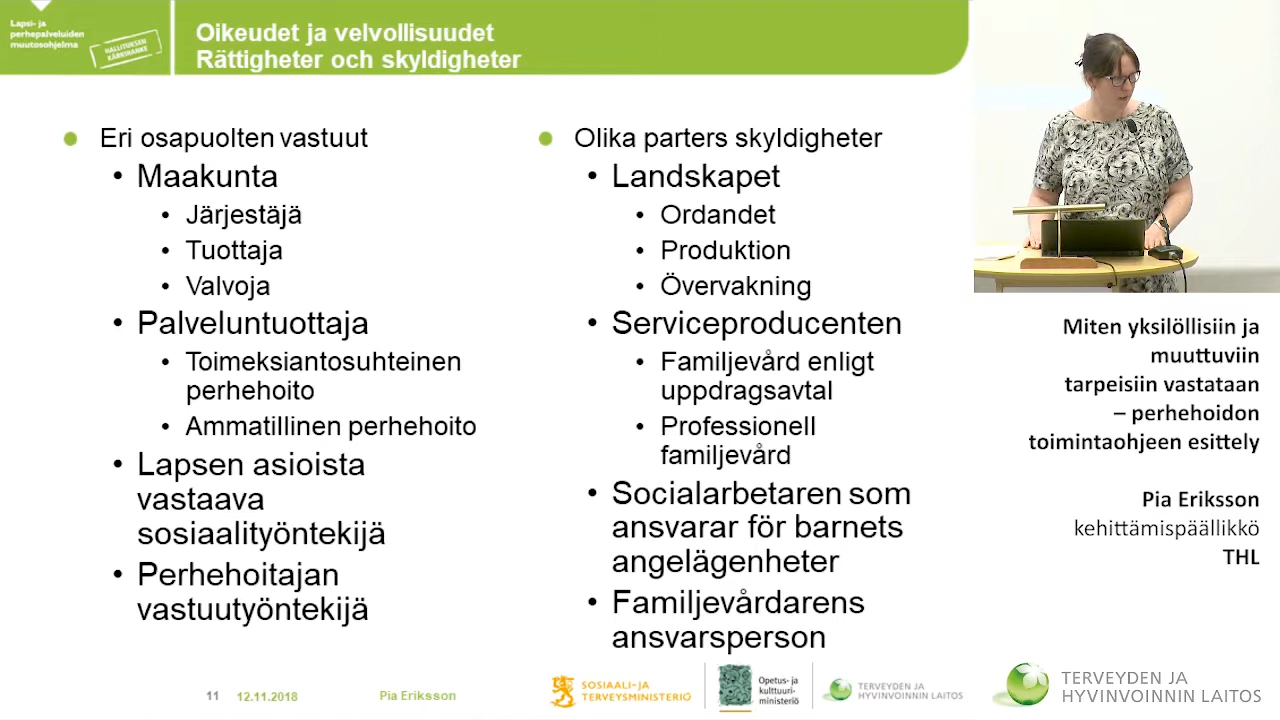 Lapsi- ja
perhepalveluiden
muutosohjelma
HALLITUKSEN
KÄRKIHANKE
Oikeudet ja velvollisuudet
Rättigheter och skyldigheter
Eri osapuolten vastuut
Maakunta
Järjestäjä
Tuottaja
Valvoja
Palveluntuottaja
Toimeksiantosuhteinen
perhehoito
Ammatillinen perhehoito
Lapsen asioista
vastaava
sosiaalityöntekijä
Perhehoitajan
vastuutyöntekijä
Olika parters skyldigheter
Landskapet
Ordandet
Produktion
Övervakning
Serviceproducenten
Familjevård enligt
uppdragsavtal
Professionell
familjevård
Socialarbetaren som
ansvarar för barnets
angelägenheter
Familjevårdarens
ansvarsperson
11 12.11.2018 Pia Eriksson
SOSIAALI- JA
TERVEYSMINISTERIÖ
Opetus- ja
kulttuuri-
ministeriö
TERVEYDEN JA
HYVINVOINNIN LAITOS
Miten yksilöllisiin ja
muuttuviin
tarpeisiin vastataan
– perhehoidon
toimintaohjeen esittely
Pia Eriksson
kehittämispäällikkö
THL
TERVEYDEN JA
HYVINVOINNIN LAITOS